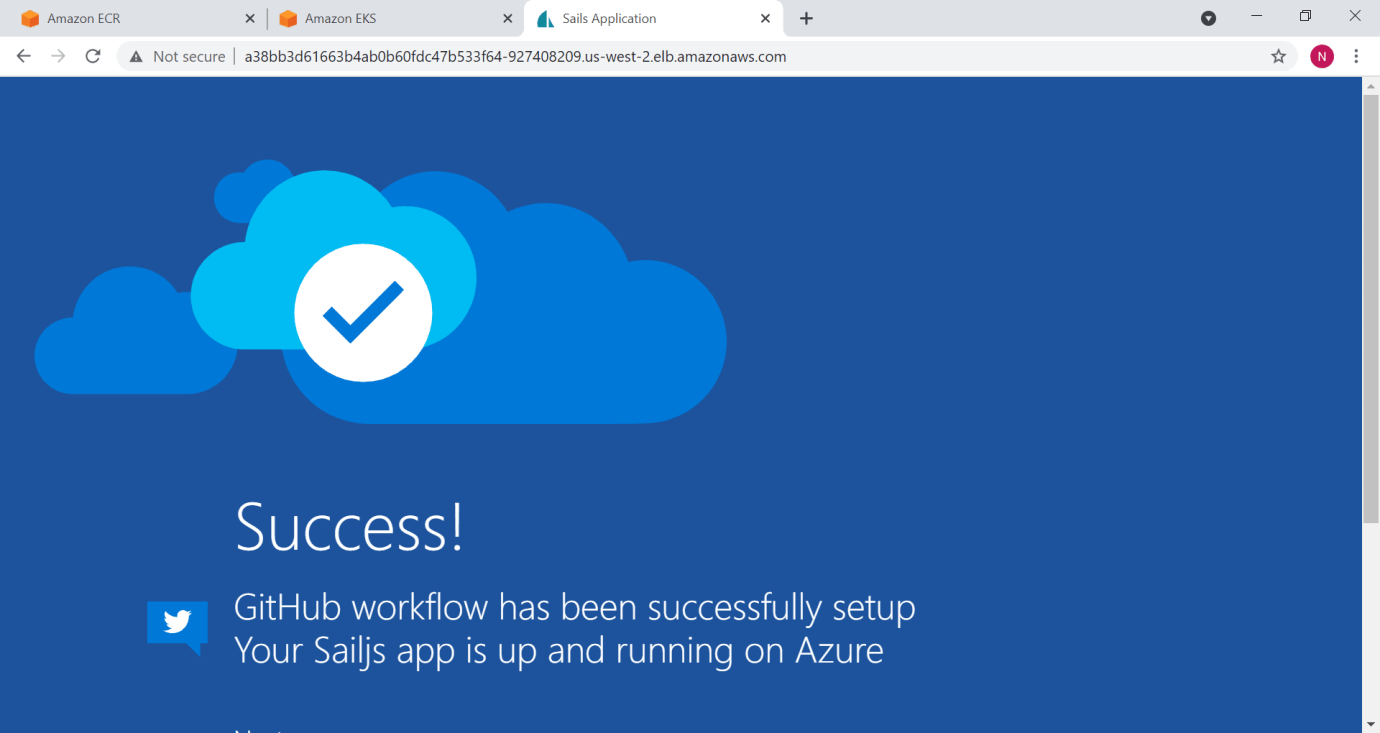 Amazon ECR
Amazon EKS
Sails Application
Not secure
a38bb3d61663b4ab0b60fdc47b533f64-927408209.us-west-2.elb.amazonaws.com
N
Success!
GitHub workflow has been successfully setup
Your Sailjs app is up and running on Azure